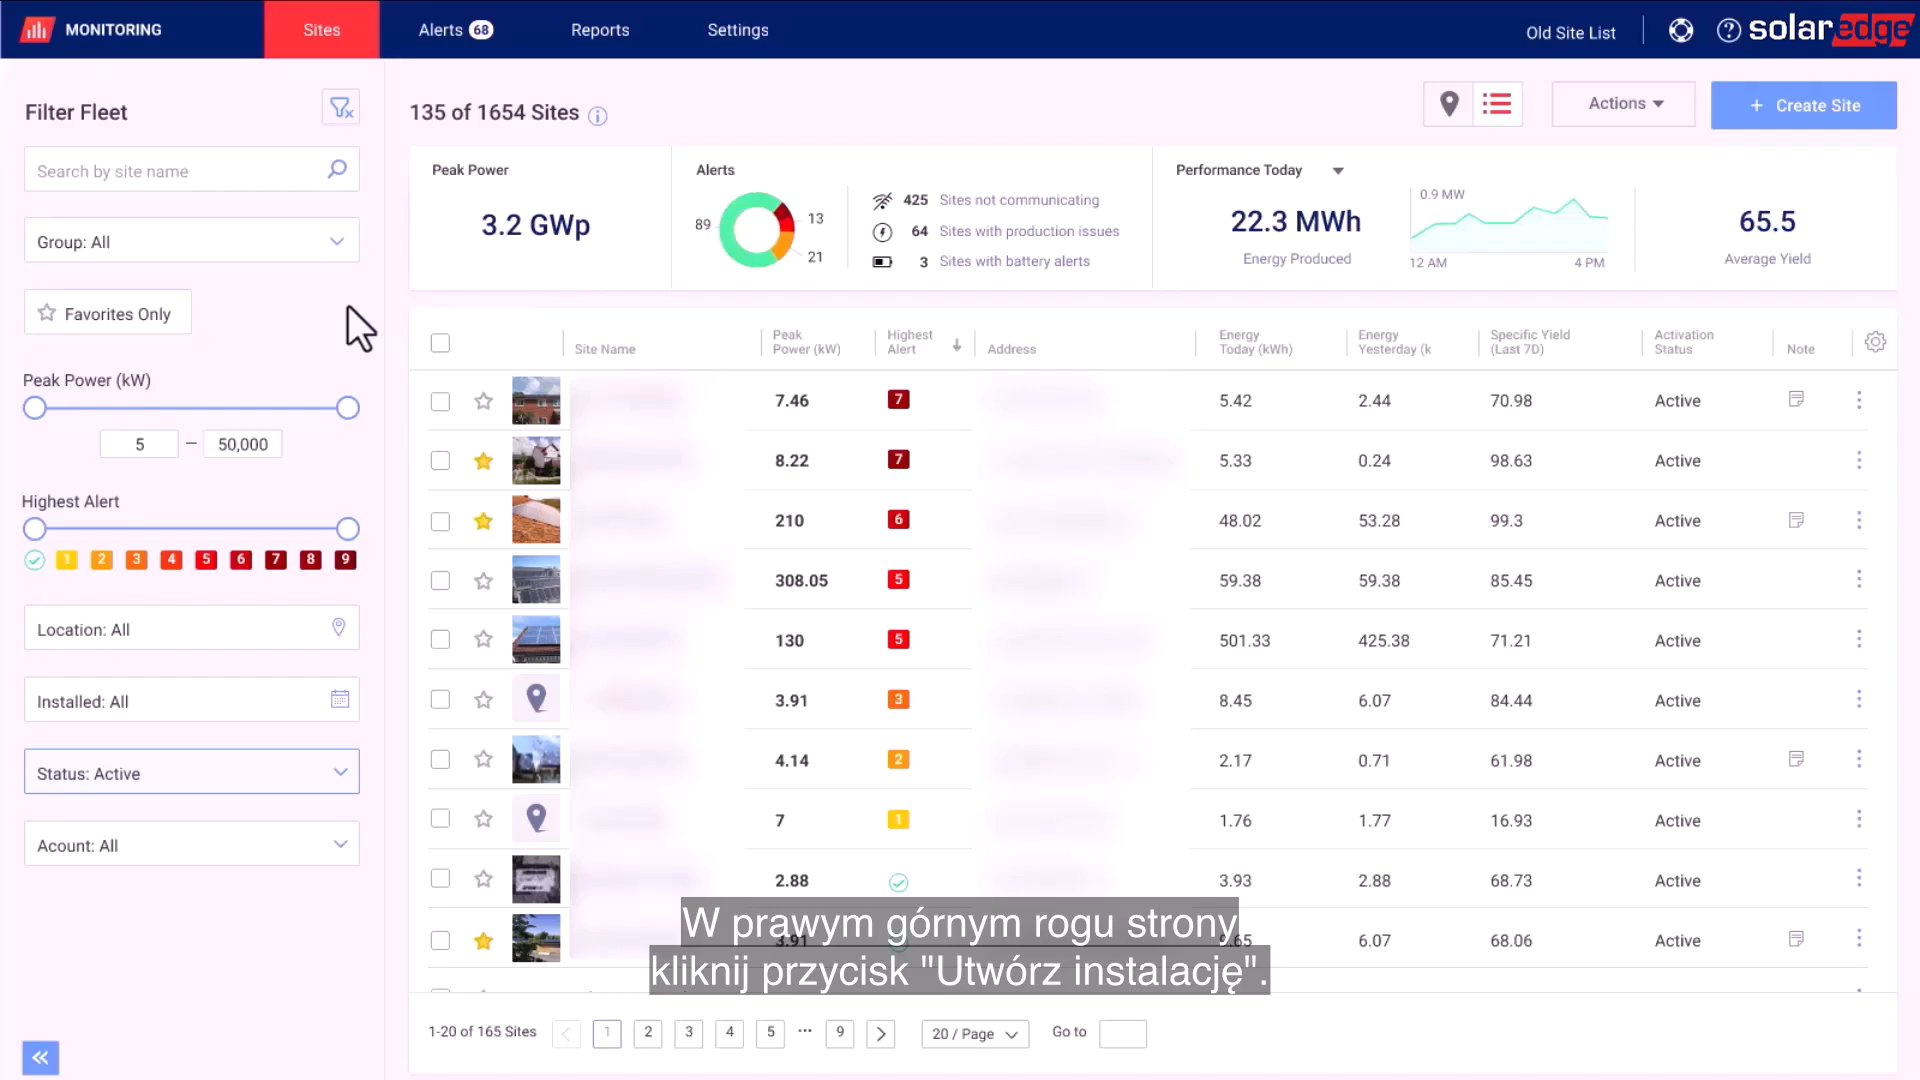 MONITORING
Sites
Alerts 68
Reports
Settings
Old Site List
solaredge
Filter Fleet
Search by site name
Group: All
Favorites Only
Peak Power (kW)
5 – 50,000
Highest Alert
1 2 3 4 5 6 7 8 9
Location: All
Installed: All
Status: Active
Acount: All
135 of 1654 Sites
Actions
+ Create Site
Peak Power
3.2 GWp
Alerts
89
13
21
425 Sites not communicating
64 Sites with production issues
3 Sites with battery alerts
Performance Today
22.3 MWh
Energy Produced
0.9 MW
12 AM
4 PM
65.5
Average Yield
Site Name
Peak
Power (kW)
Highest
Alert
Address
Energy
Today (kWh)
Energy
Yesterday (k
Specific Yield
(Last 7D)
Activation
Status
Note
7.46 7 5.42 2.44 70.98 Active
8.22 7 5.33 0.24 98.63 Active
210 6 48.02 53.28 99.3 Active
308.05 5 59.38 59.38 85.45 Active
130 5 501.33 425.38 71.21 Active
3.91 3 8.45 6.07 84.44 Active
4.14 2 2.17 0.71 61.98 Active
7 1 1.76 1.77 16.93 Active
2.88 3.93 2.88 68.73 Active
3.91 6.07 68.06 Active
W prawym górnym rogu strony
kliknij przycisk "Utwórz instalację".
1-20 of 165 Sites
1 2 3 4 5 ... 9
20 / Page
Go to